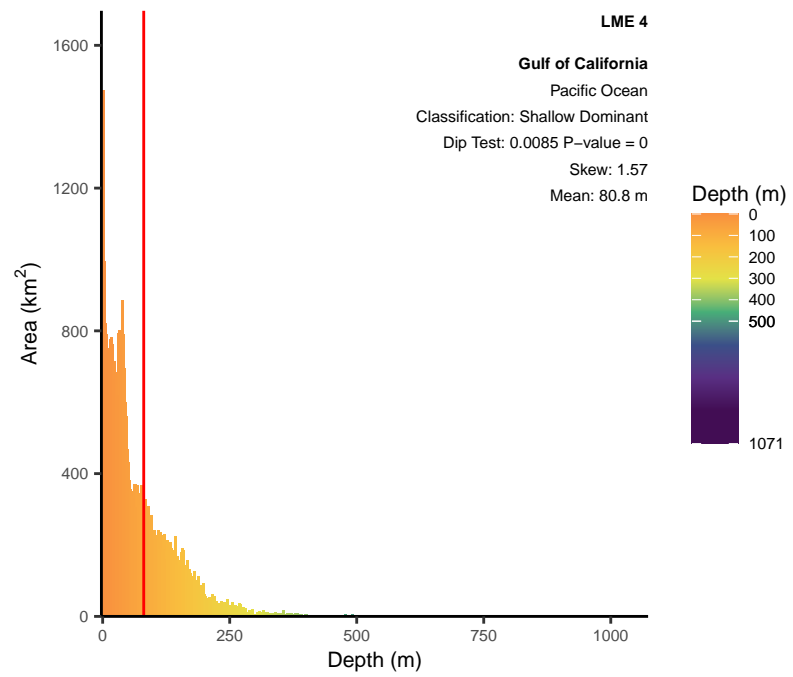 LME 4
Gulf of California
Pacific Ocean
Classification: Shallow Dominant
Dip Test: 0.0085 P−value = 0
Skew: 1.57
Mean: 80.8 m
1600
1200
800
400
0
Area (km²)
0
250
500
750
1000
Depth (m)
Depth (m)
0
100
200
300
400
500
1071